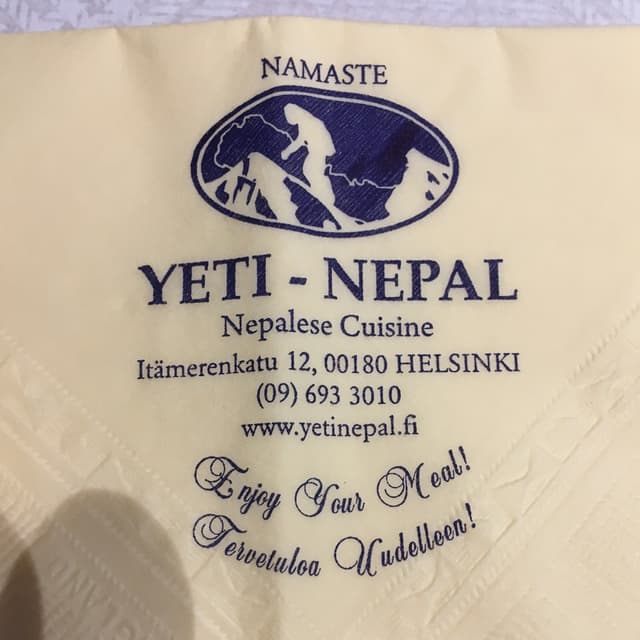 NAMASTE
YETI - NEPAL
Nepalese Cuisine
Itämerenkatu 12, 00180 HELSINKI
(09) 693 3010
www.yetinepal.fi
Enjoy Your Meal!
Tervetuloa Uudelleen!